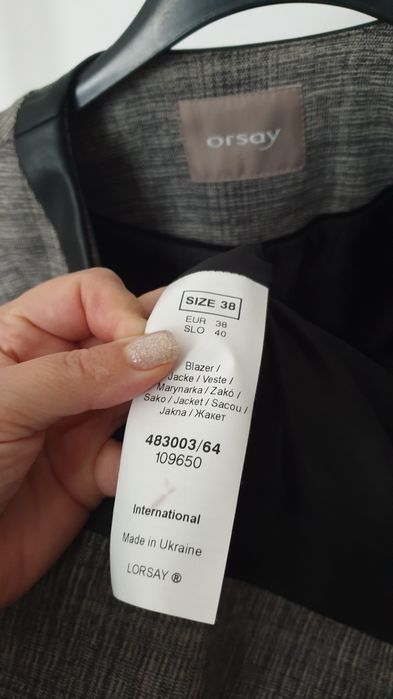 orsay
SIZE 38
EUR 38
SLO 40
Blazer /
Jacke / Veste /
Marynarka / Zakó /
Sako / Jacket / Sacou /
Jakna / Жакет
483003/64
109650
International
Made in Ukraine
LORSAY ®